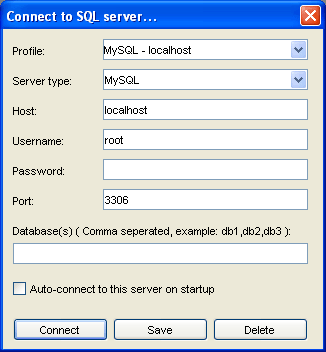 Connect to SQL server...
Profile: MySQL - localhost
Server type: MySQL
Host: localhost
Username: root
Password:
Port: 3306
Database(s) ( Comma seperated, example: db1,db2,db3 ):
Auto-connect to this server on startup
Connect Save Delete